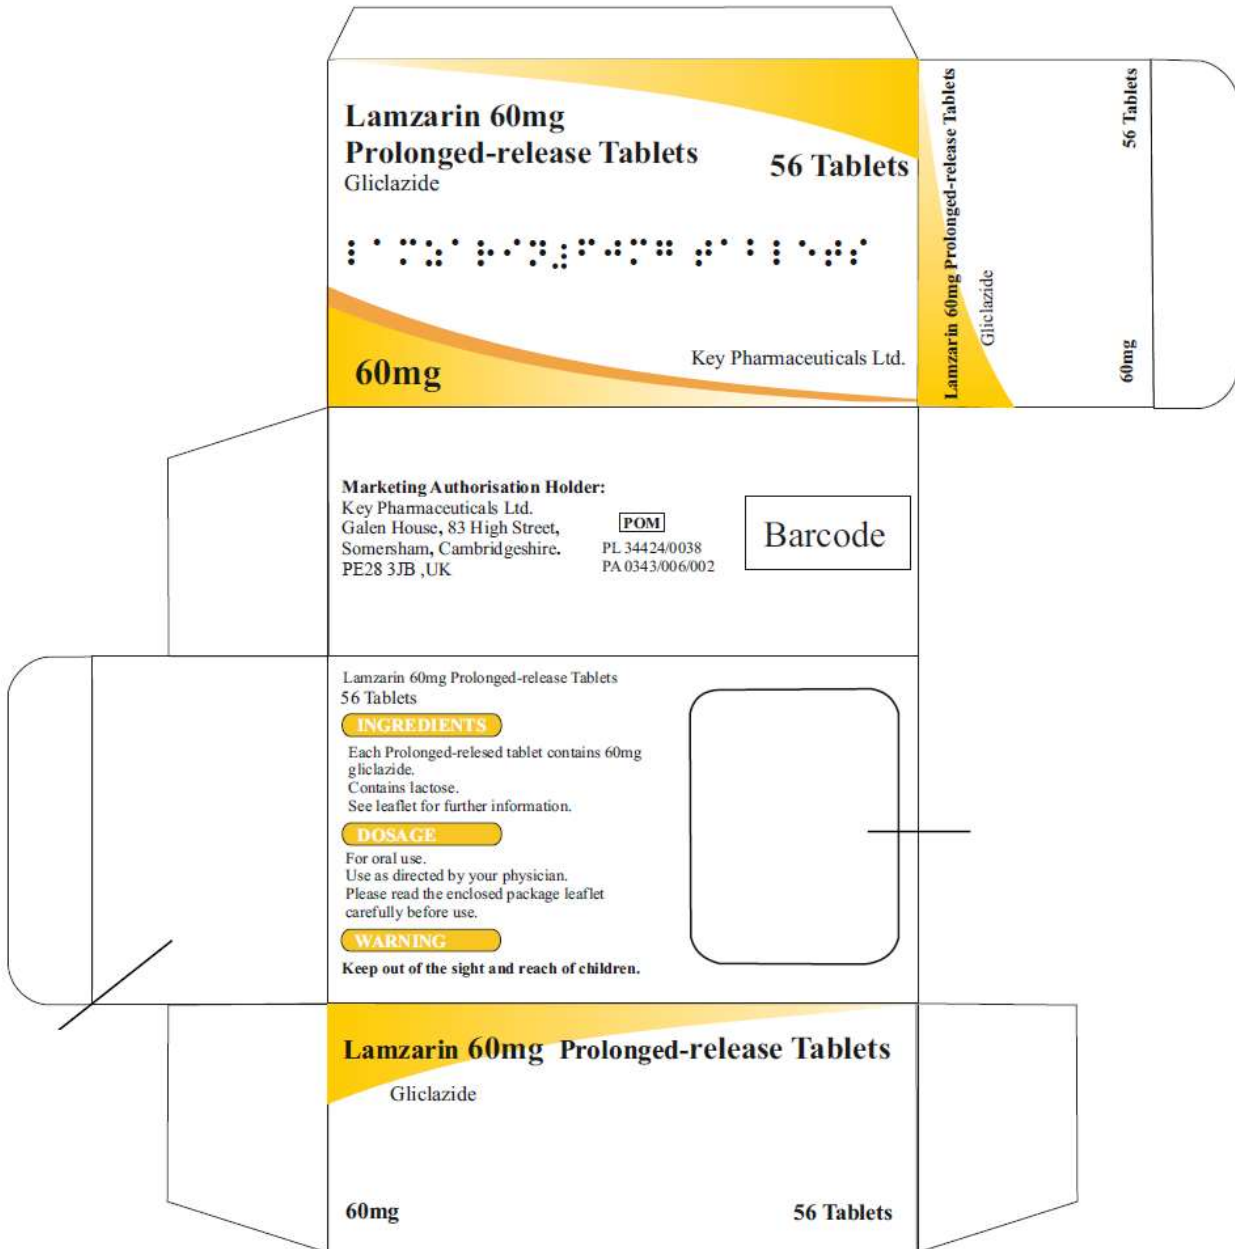 Lamzarin 60mg
Prolonged-release Tablets
Gliclazide
56 Tablets
⠇⠁⠍⠵⠁⠗⠊⠝⠼⠋⠚⠍⠛ ⠞⠁⠃⠇⠑⠞⠎
60mg
Key Pharmaceuticals Ltd.
Lamzarin 60mg Prolonged-release Tablets
Gliclazide
60mg
56 Tablets
Marketing Authorisation Holder:
Key Pharmaceuticals Ltd.
Galen House, 83 High Street,
Somersham, Cambridgeshire.
PE28 3JB ,UK
POM
PL 34424/0038
PA 0343/006/002
Barcode
Lamzarin 60mg Prolonged-release Tablets
56 Tablets
INGREDIENTS
Each Prolonged-relesed tablet contains 60mg
gliclazide.
Contains lactose.
See leaflet for further information.
DOSAGE
For oral use.
Use as directed by your physician.
Please read the enclosed package leaflet
carefully before use.
WARNING
Keep out of the sight and reach of children.
Lamzarin 60mg Prolonged-release Tablets
Gliclazide
60mg
56 Tablets